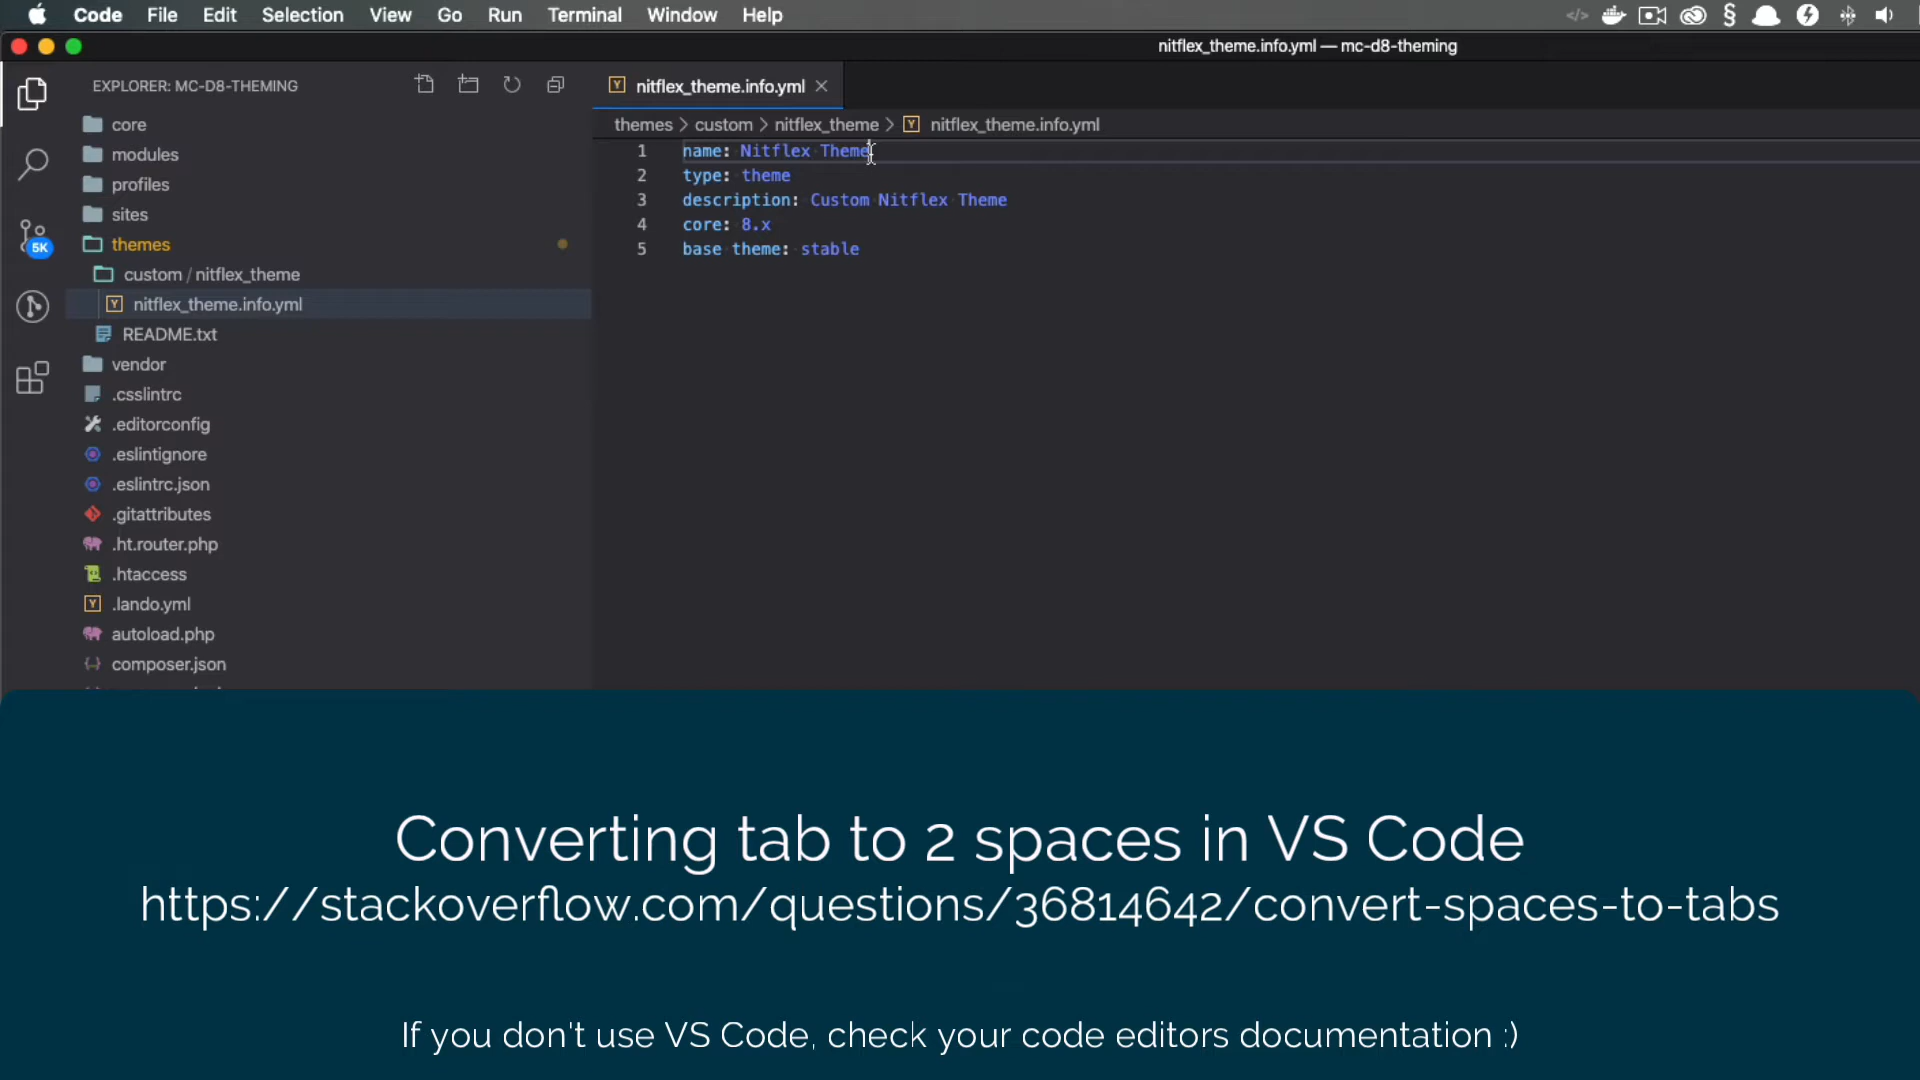 Code File Edit Selection View Go Run Terminal Window Help
nitflex_theme.info.yml — mc-d8-theming
EXPLORER: MC-D8-THEMING
nitflex_theme.info.yml
themes > custom > nitflex_theme > nitflex_theme.info.yml
core
modules
profiles
sites
5K
themes
custom / nitflex_theme
nitflex_theme.info.yml
README.txt
vendor
.csslintrc
.editorconfig
.eslintignore
.eslintrc.json
.gitattributes
.ht.router.php
.htaccess
.lando.yml
autoload.php
composer.json
1 name: Nitflex Theme
2 type: theme
3 description: Custom Nitflex Theme
4 core: 8.x
5 base theme: stable
Converting tab to 2 spaces in VS Code
https://stackoverflow.com/questions/36814642/convert-spaces-to-tabs
If you don't use VS Code, check your code editors documentation :)